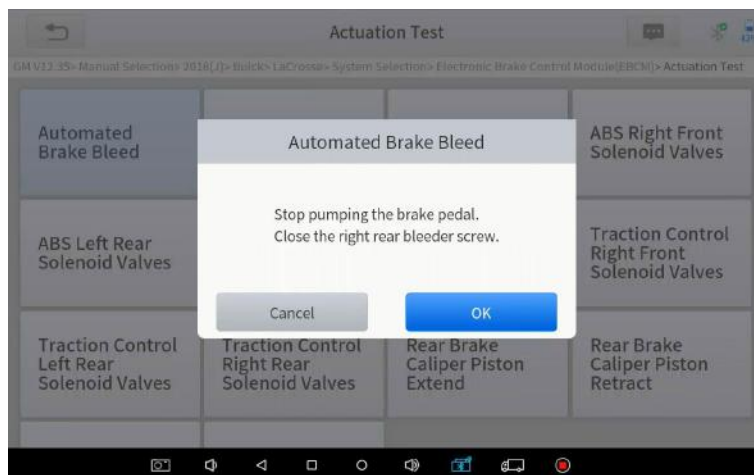 Actuation Test
GM V13.35> Manual Selection> 2018(J)> Buick> LaCrosse> System Selection> Electronic Brake Control Module(EBCM)> Actuation Test
Automated
Brake Bleed
ABS Right Front
Solenoid Valves
Automated Brake Bleed
Stop pumping the brake pedal.
Close the right rear bleeder screw.
Cancel
OK
ABS Left Rear
Solenoid Valves
Traction Control
Right Front
Solenoid Valves
Traction Control
Left Rear
Solenoid Valves
Traction Control
Right Rear
Solenoid Valves
Rear Brake
Caliper Piston
Extend
Rear Brake
Caliper Piston
Retract